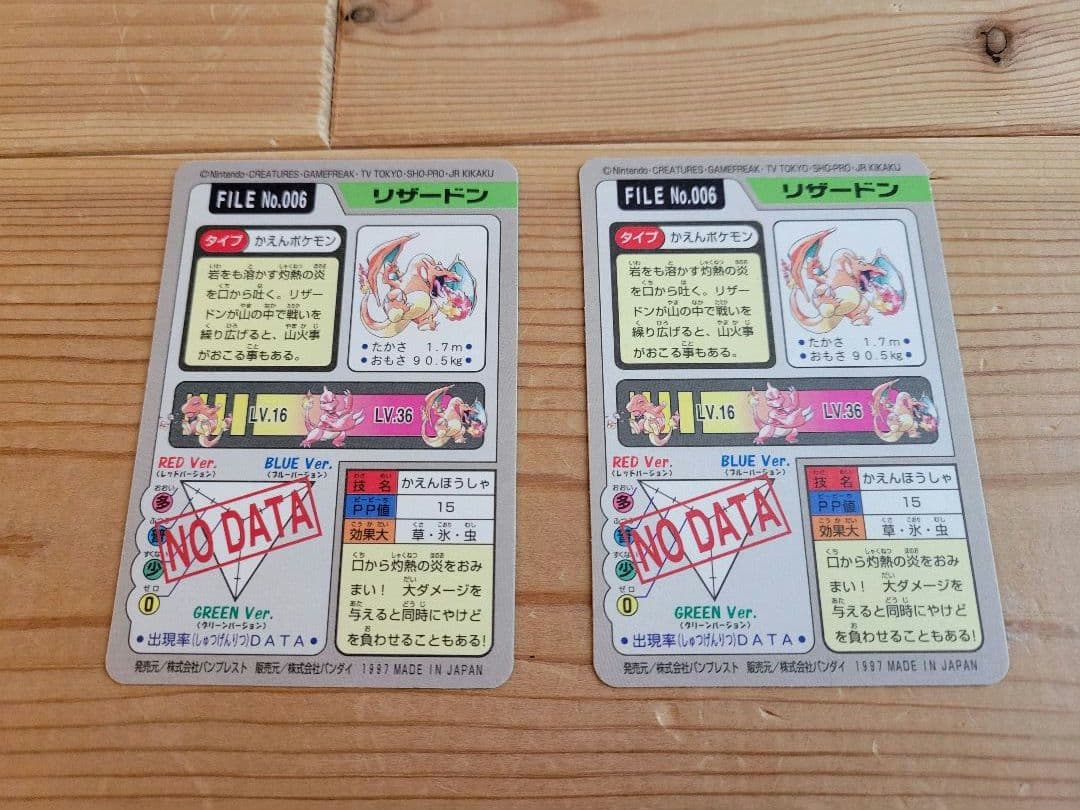 ©Nintendo・CREATURES・GAMEFREAK・TV TOKYO・SHO-PRO・JR KIKAKU
FILE No.006
リザードン
タイプ かえんポケモン
岩をも溶かす灼熱の炎
を口から吐く。リザー
ドンが山の中で戦いを
繰り広げると、山火事
がおこる事もある。
・たかさ 1.7m・
・おもさ 90.5kg・
LV.16
LV.36
RED Ver.
(レッドバージョン)
BLUE Ver.
(ブルーバージョン)
おおい
多
すくない
少
ゼロ
0
NO DATA
GREEN Ver.
(グリーンバージョン)
・出現率(しゅつげんりつ)DATA・
技名 かえんほうしゃ
PP値 15
効果大 草・氷・虫
口から灼熱の炎をおみ
まい! 大ダメージを
与えると同時にやけど
を負わせることもある!
発売元/株式会社バンプレスト 販売元/株式会社バンダイ 1997 MADE IN JAPAN
©Nintendo・CREATURES・GAMEFREAK・TV TOKYO・SHO-PRO・JR KIKAKU
FILE No.006
リザードン
タイプ かえんポケモン
岩をも溶かす灼熱の炎
を口から吐く。リザー
ドンが山の中で戦いを
繰り広げると、山火事
がおこる事もある。
・たかさ 1.7m・
・おもさ 90.5kg・
LV.16
LV.36
RED Ver.
(レッドバージョン)
BLUE Ver.
(ブルーバージョン)
おおい
多
すくない
少
ゼロ
0
NO DATA
GREEN Ver.
(グリーンバージョン)
・出現率(しゅつげんりつ)DATA・
技名 かえんほうしゃ
PP値 15
効果大 草・氷・虫
口から灼熱の炎をおみ
まい! 大ダメージを
与えると同時にやけど
を負わせることもある!
発売元/株式会社バンプレスト 販売元/株式会社バンダイ 1997 MADE IN JAPAN